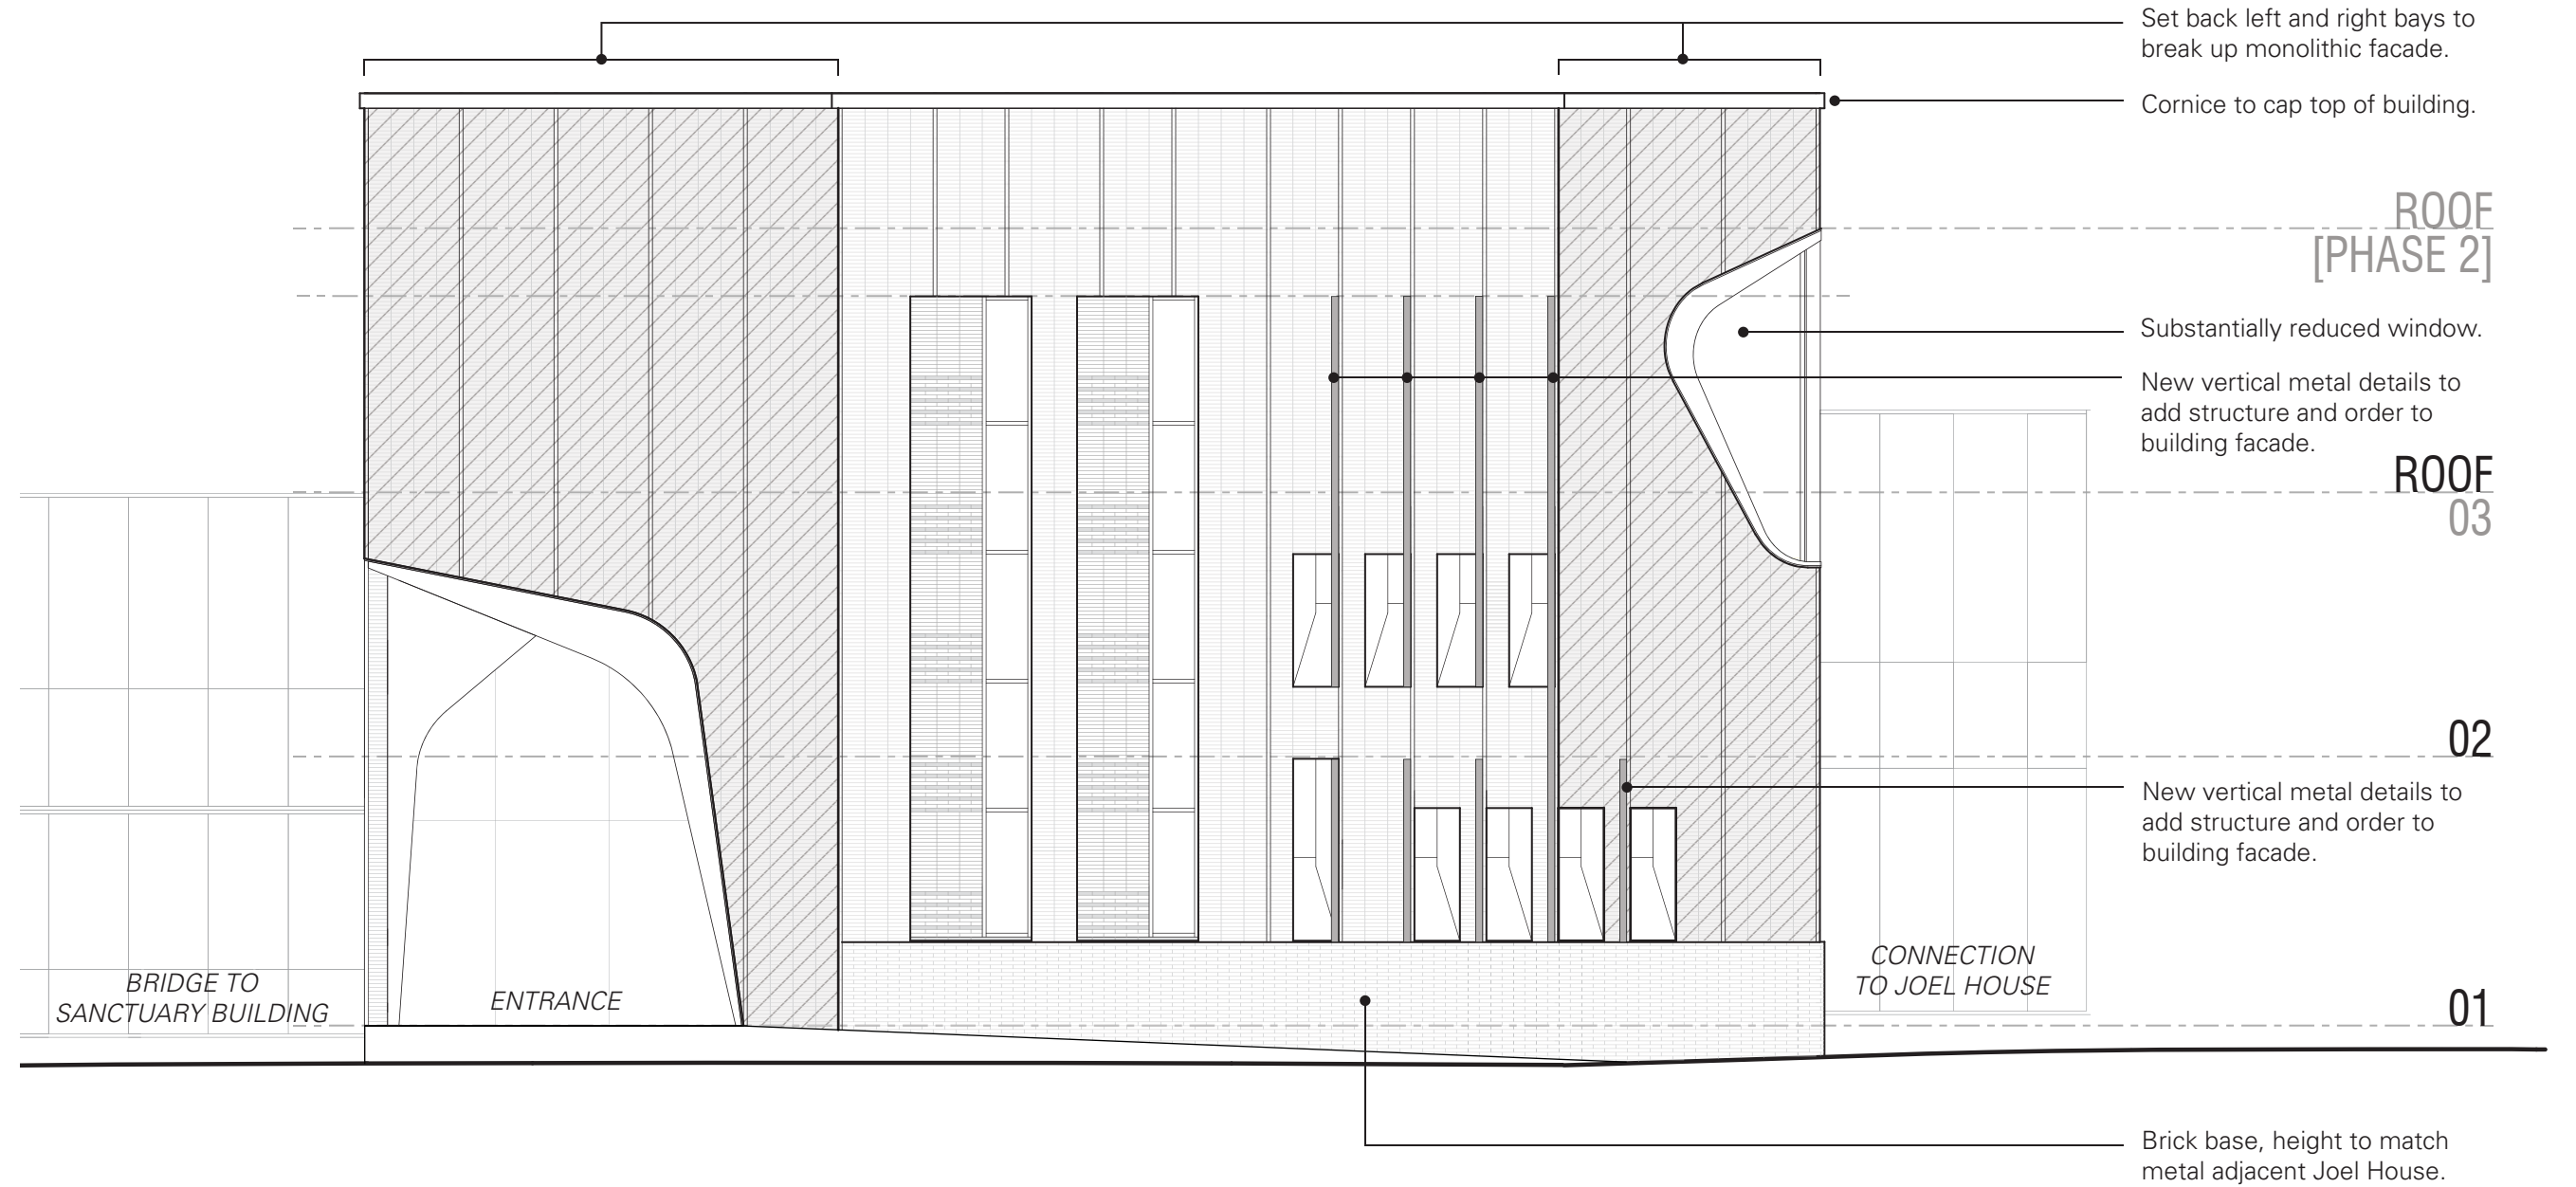 Set back left and right bays to
break up monolithic facade.
Cornice to cap top of building.
ROOF
[PHASE 2]
Substantially reduced window.
New vertical metal details to
add structure and order to
building facade.
ROOF
03
02
New vertical metal details to
add structure and order to
building facade.
BRIDGE TO
SANCTUARY BUILDING
ENTRANCE
CONNECTION
TO JOEL HOUSE
01
Brick base, height to match
metal adjacent Joel House.